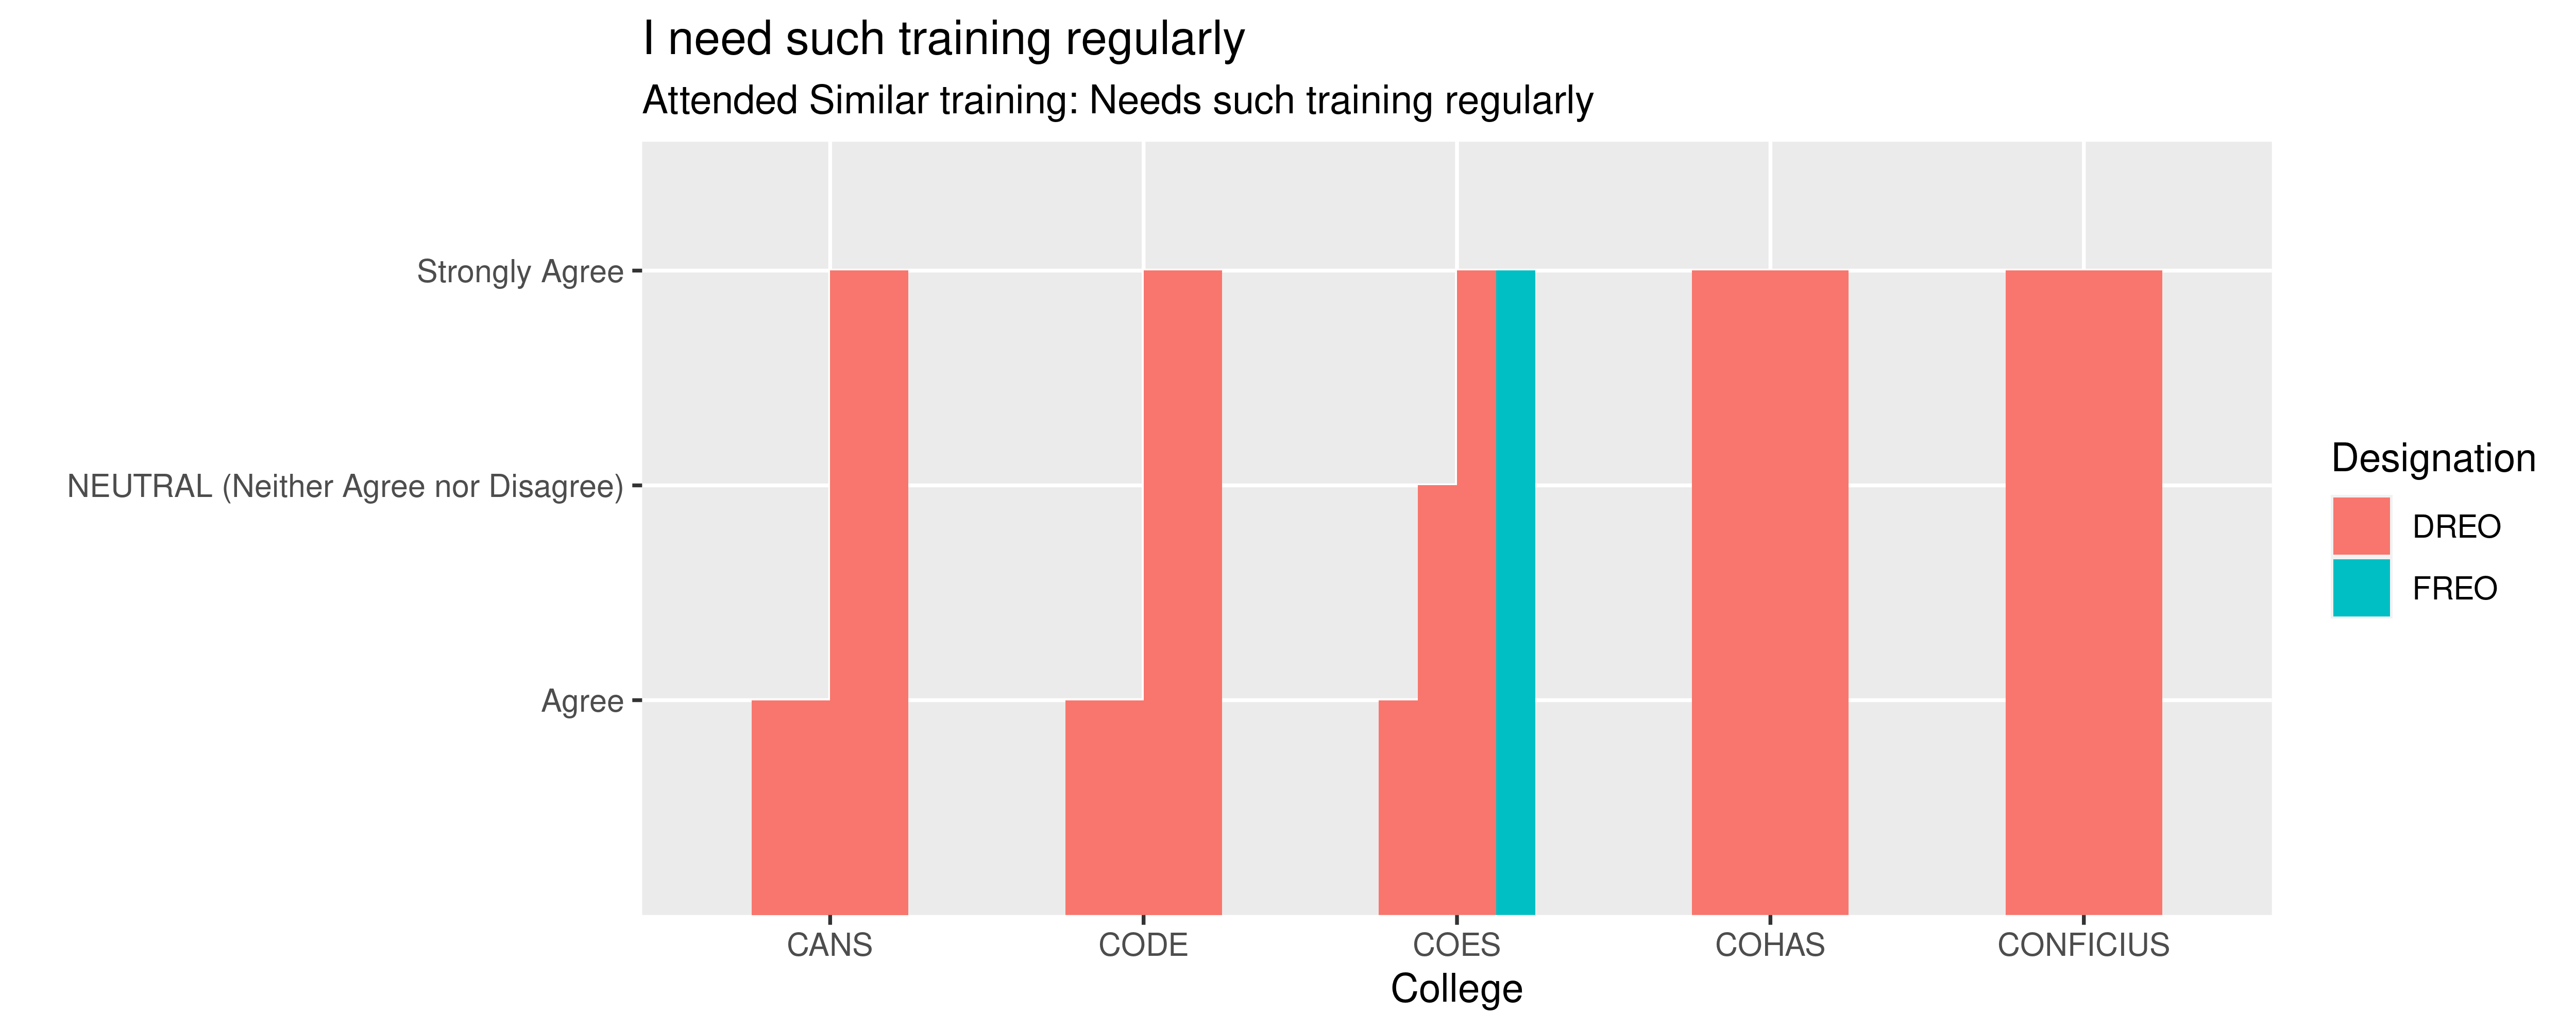 I need such training regularly
Attended Similar training: Needs such training regularly
Strongly Agree
NEUTRAL (Neither Agree nor Disagree)
Agree
CANS
CODE
COES
COHAS
CONFICIUS
College
Designation
DREO
FREO